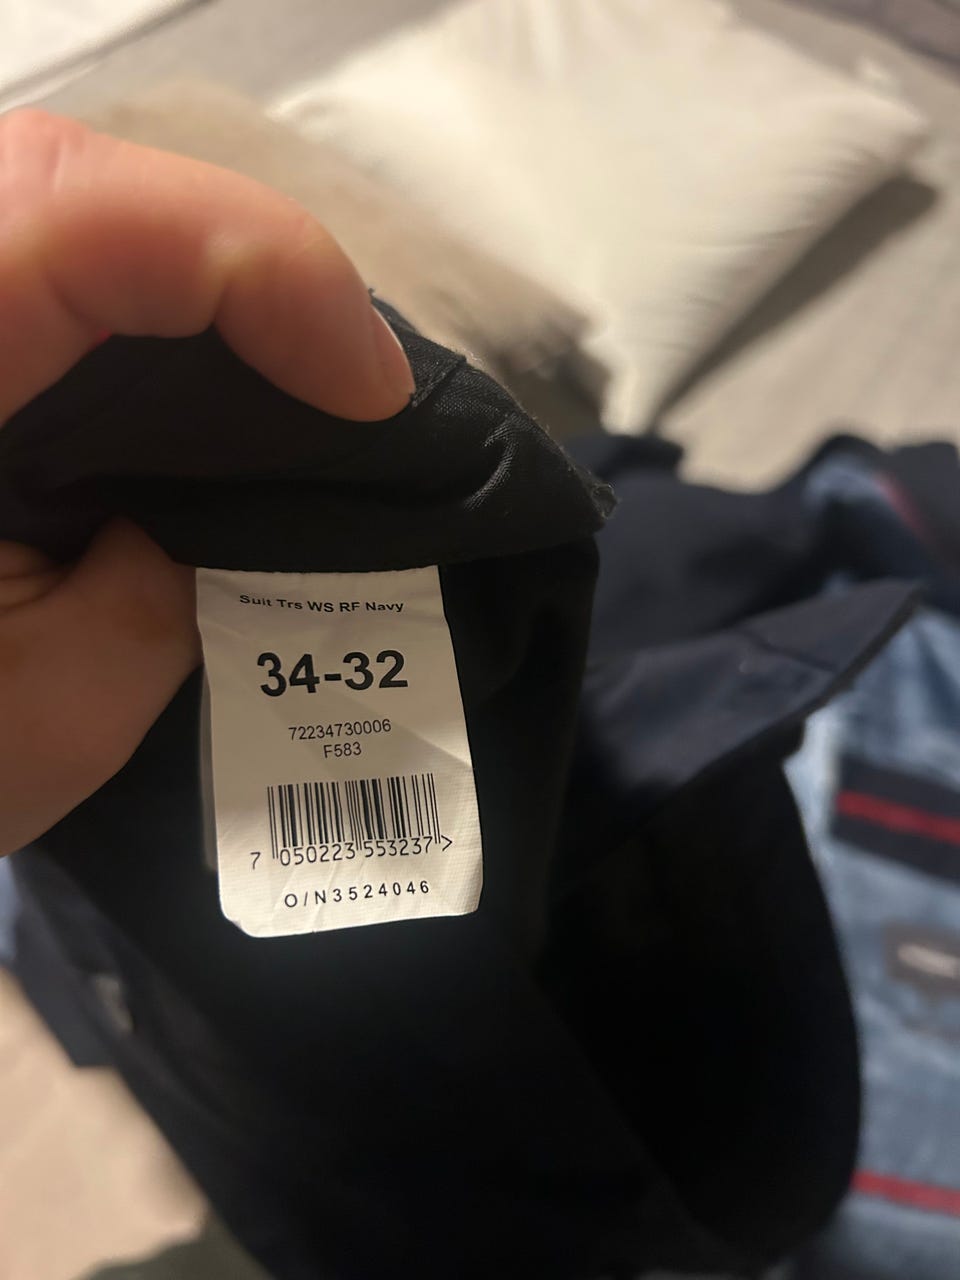 Suit Trs WS RF Navy
34-32
72234730006
F583
7 050223 553237 >
O/N3524046